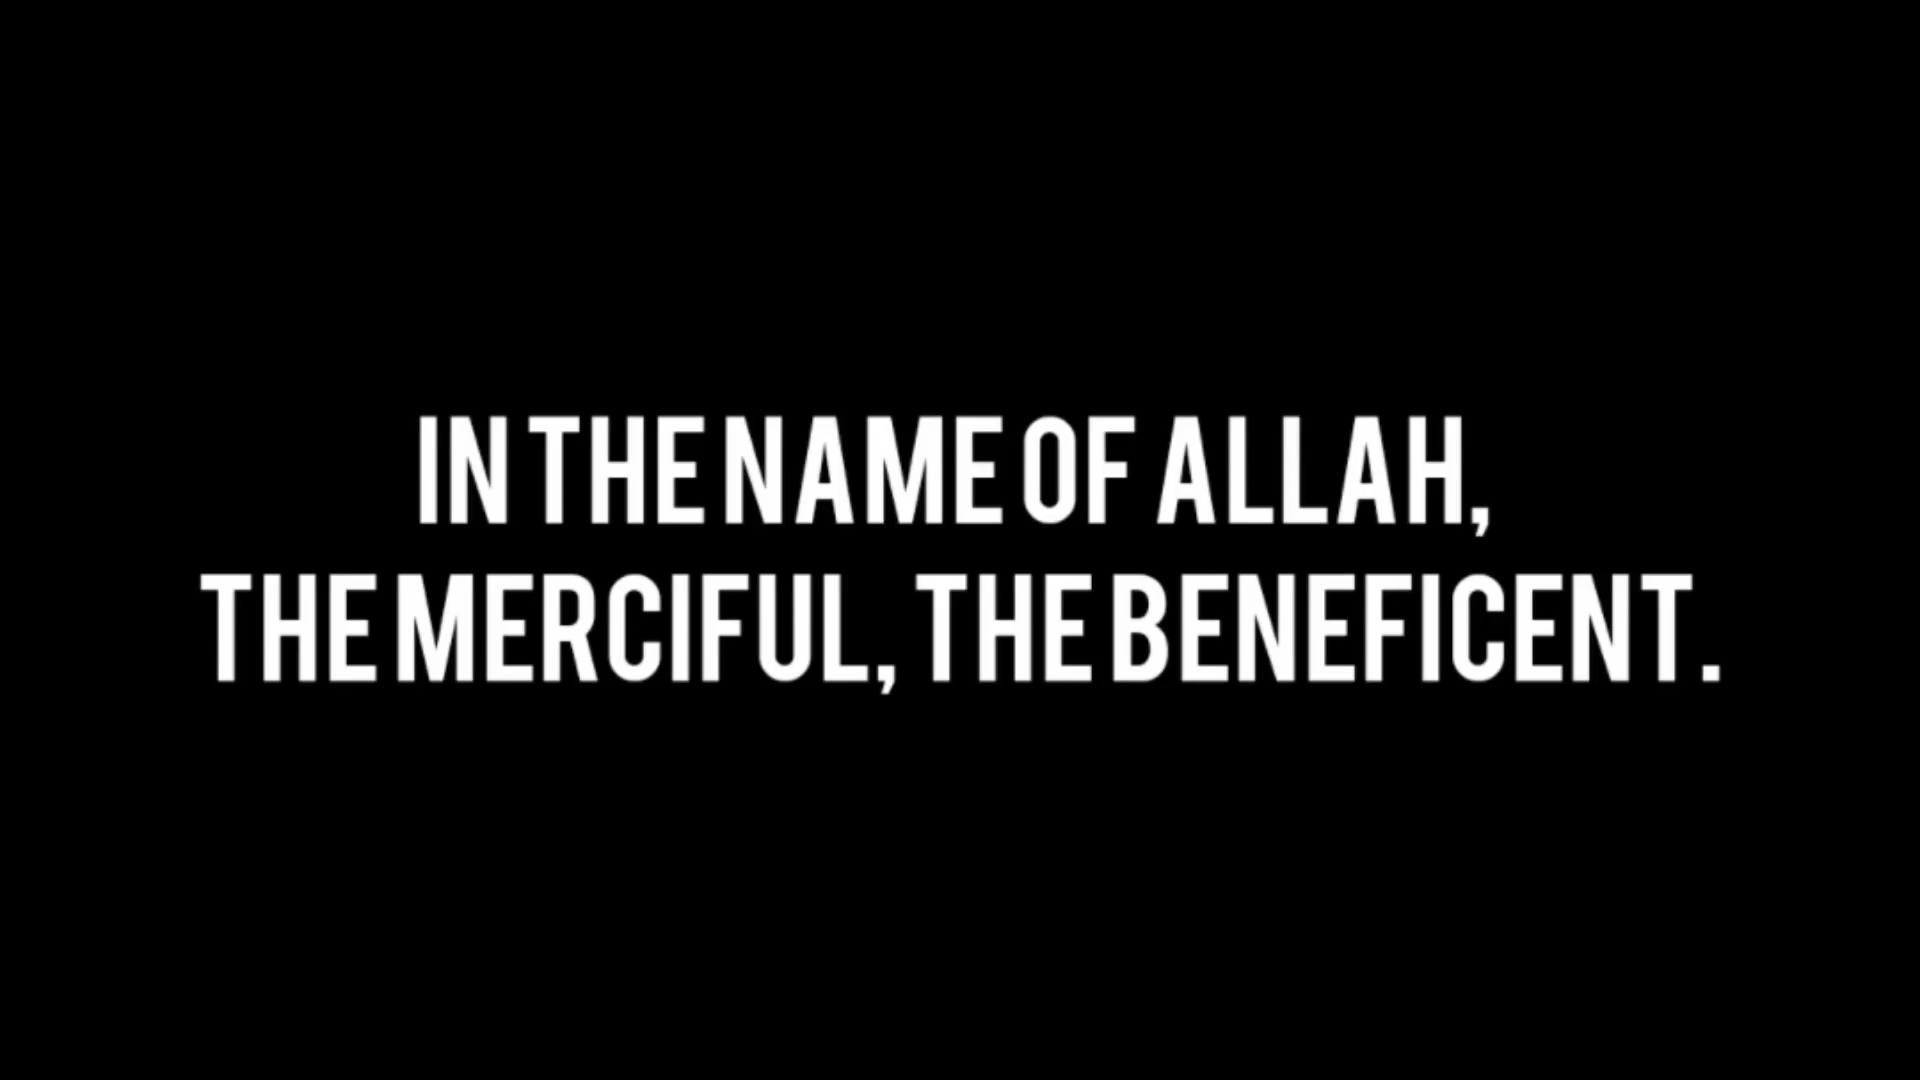 IN THE NAME OF ALLAH,
THE MERCIFUL, THE BENEFICENT.